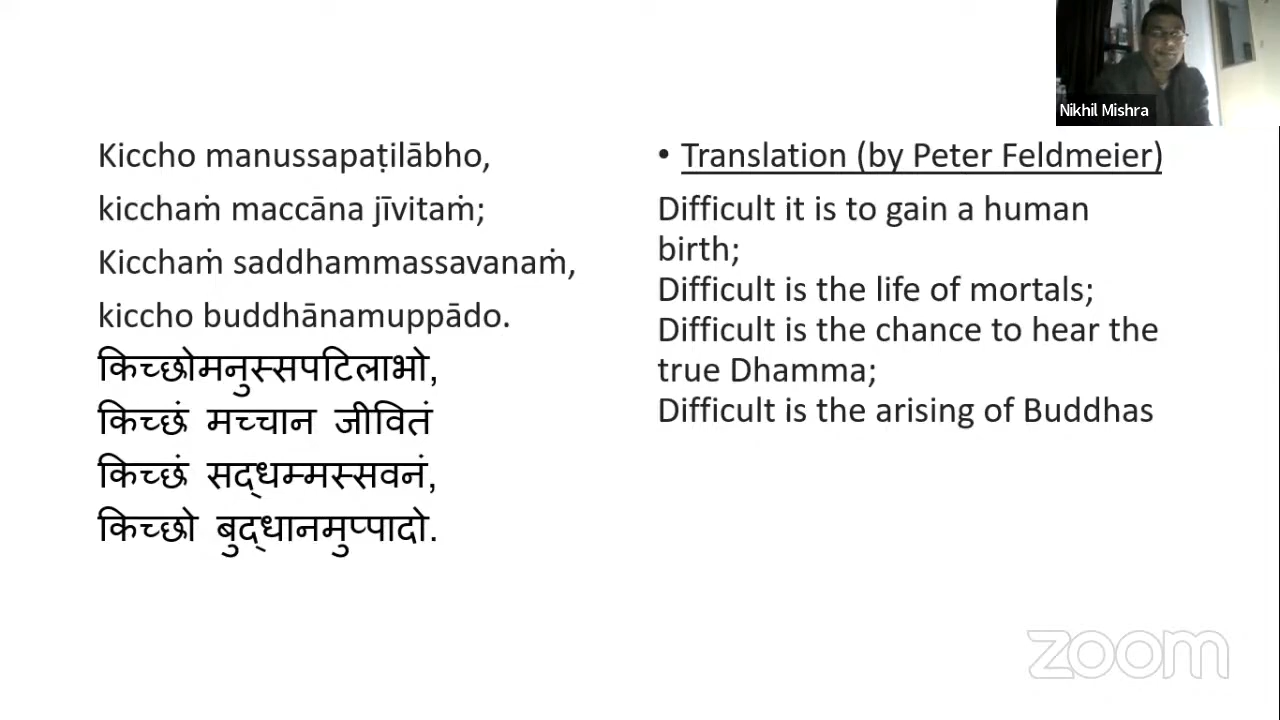 Kiccho manussapaṭilābho,
kicchaṁ maccāna jīvitaṁ;
Kicchaṁ saddhammassavanaṁ,
kiccho buddhānamuppādo.
किच्छोमनुस्सपटिलाभो,
किच्छं मच्चान जीवितं
किच्छं सद्धम्मस्सवनं,
किच्छो बुद्धानमुप्पादो.
• Translation (by Peter Feldmeier)
Difficult it is to gain a human
birth;
Difficult is the life of mortals;
Difficult is the chance to hear the
true Dhamma;
Difficult is the arising of Buddhas
Nikhil Mishra
zoom